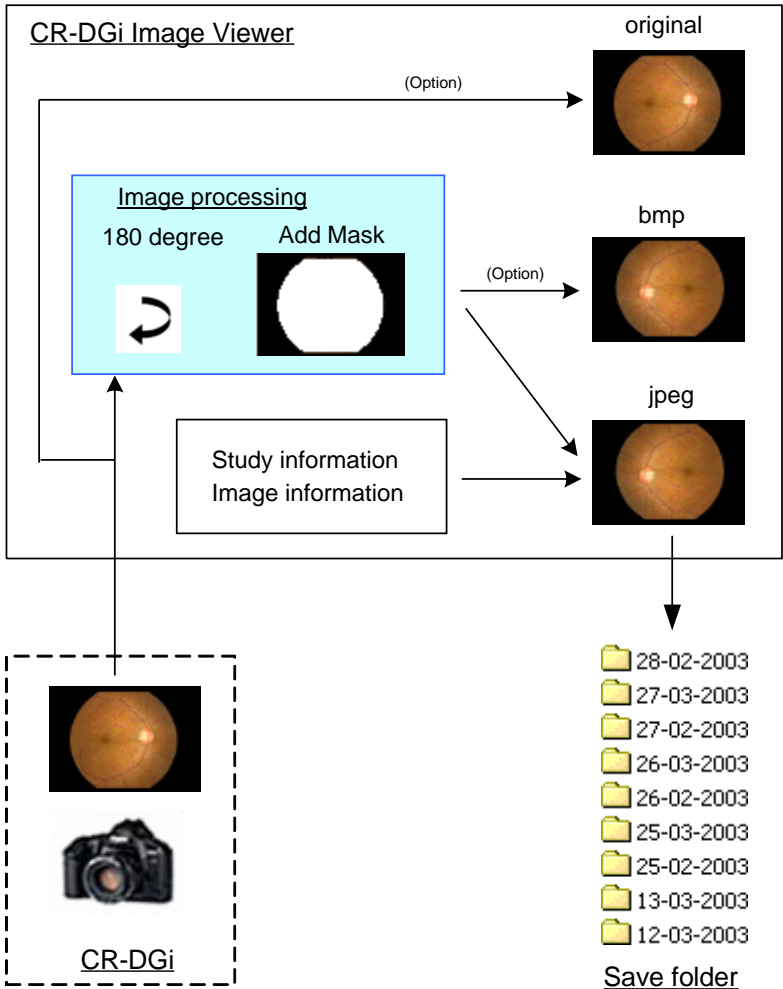 CR-DGi Image Viewer
original
(Option)
Image processing
180 degree
Add Mask
bmp
(Option)
jpeg
Study information
Image information
28-02-2003
27-03-2003
27-02-2003
26-03-2003
26-02-2003
25-03-2003
25-02-2003
13-03-2003
12-03-2003
CR-DGi
Save folder